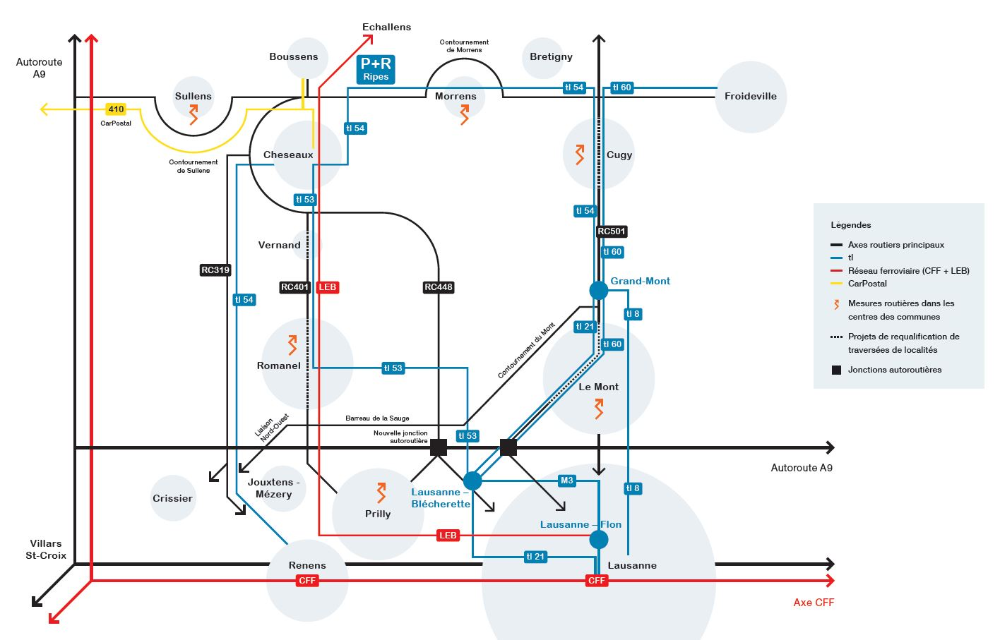 Echallens
Autoroute
A9
Boussens
P+R
Ripes
Contournement
de Morrens
Bretigny
Sullens
Morrens
tl 54
tl 60
Froideville
410
CarPostal
tl 54
Contournement
de Sullens
Cheseaux
Cugy
tl 53
tl 54
RC501
Vernand
tl 60
RC319
RC401
LEB
RC448
Grand-Mont
tl 54
tl 8
Contournement du Mont
tl 21
tl 60
Romanel
tl 53
Le Mont
Liaison
Nord-Ouest
Barreau de la Sauge
Nouvelle jonction
autoroutière
tl 53
Autoroute A9
Jouxtens -
Mézery
Crissier
Lausanne –
Blécherette
M3
tl 8
Prilly
Lausanne – Flon
LEB
Villars
St-Croix
tl 21
Renens
Lausanne
CFF
CFF
Axe CFF
Légendes
Axes routiers principaux
tl
Réseau ferroviaire (CFF + LEB)
CarPostal
Mesures routières dans les
centres des communes
Projets de requalification de
traversées de localités
Jonctions autoroutières